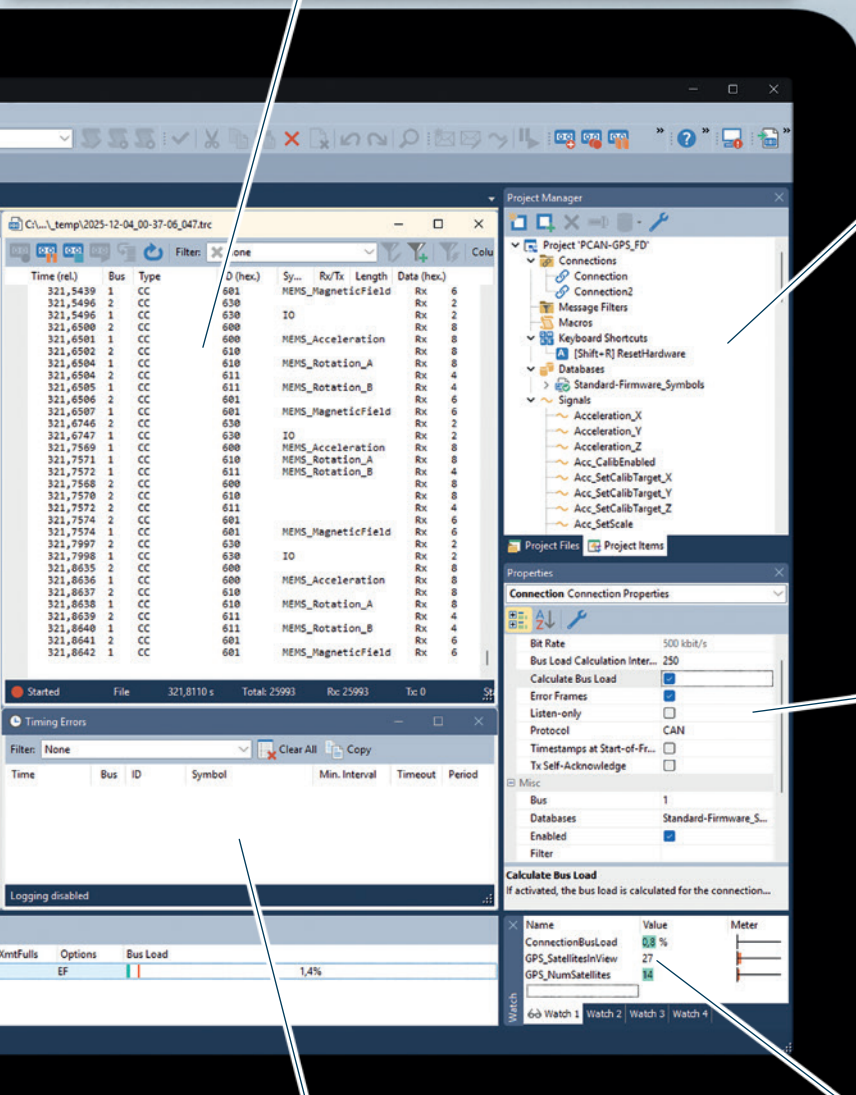 Project Manager
C:\...\_temp\2025-12-04_00-37-06_047.trc
Filter: None Colu
Time (rel.) Bus Type D (hex.) Sy... Rx/Tx Length Data (hex.)
321,5439 1 CC 601 MEMS_MagneticField Rx 6
321,5496 2 CC 630 Rx 2
321,5496 1 CC 630 IO Rx 2
321,6500 2 CC 600 Rx 8
321,6501 1 CC 600 MEMS_Acceleration Rx 8
321,6502 2 CC 610 Rx 8
321,6504 1 CC 610 MEMS_Rotation_A Rx 8
321,6504 2 CC 611 Rx 4
321,6505 1 CC 611 MEMS_Rotation_B Rx 4
321,6506 2 CC 601 Rx 6
321,6507 1 CC 601 MEMS_MagneticField Rx 6
321,6746 2 CC 630 Rx 2
321,6747 1 CC 630 IO Rx 2
321,7569 1 CC 600 MEMS_Acceleration Rx 8
321,7571 1 CC 610 MEMS_Rotation_A Rx 8
321,7572 1 CC 611 MEMS_Rotation_B Rx 4
321,7568 2 CC 600 Rx 8
321,7570 2 CC 610 Rx 8
321,7572 2 CC 611 Rx 4
321,7574 2 CC 601 Rx 6
321,7574 1 CC 601 MEMS_MagneticField Rx 6
321,7997 2 CC 630 Rx 2
321,7998 1 CC 630 IO Rx 2
321,8635 2 CC 600 Rx 8
321,8636 1 CC 600 MEMS_Acceleration Rx 8
321,8637 2 CC 610 Rx 8
321,8638 1 CC 610 MEMS_Rotation_A Rx 8
321,8639 2 CC 611 Rx 4
321,8640 1 CC 611 MEMS_Rotation_B Rx 4
321,8641 2 CC 601 Rx 6
321,8642 1 CC 601 MEMS_MagneticField Rx 6
Started File 321,8110 s Total: 25993 Rx: 25993 Tx: 0 St
Project 'PCAN-GPS_FD'
Connections
Connection
Connection2
Message Filters
Macros
Keyboard Shortcuts
[Shift+R] ResetHardware
Databases
Standard-Firmware_Symbols
Signals
Acceleration_X
Acceleration_Y
Acceleration_Z
Acc_CalibEnabled
Acc_SetCalibTarget_X
Acc_SetCalibTarget_Y
Acc_SetCalibTarget_Z
Acc_SetScale
Project Files Project Items
Properties
Connection Connection Properties
Bit Rate 500 kbit/s
Bus Load Calculation Inter... 250
Calculate Bus Load
Error Frames
Listen-only
Protocol CAN
Timestamps at Start-of-Fr...
Tx Self-Acknowledge
Misc
Bus 1
Databases Standard-Firmware_S...
Enabled
Filter
Calculate Bus Load
If activated, the bus load is calculated for the connection...
Timing Errors
Filter: None Clear All Copy
Time Bus ID Symbol Min. Interval Timeout Period
Logging disabled
XmtFulls Options Bus Load
EF 1,4%
Name Value Meter
ConnectionBusLoad 0,8 %
GPS_SatellitesInView 27
GPS_NumSatellites 14
Watch
Watch 1 Watch 2 Watch 3 Watch 4